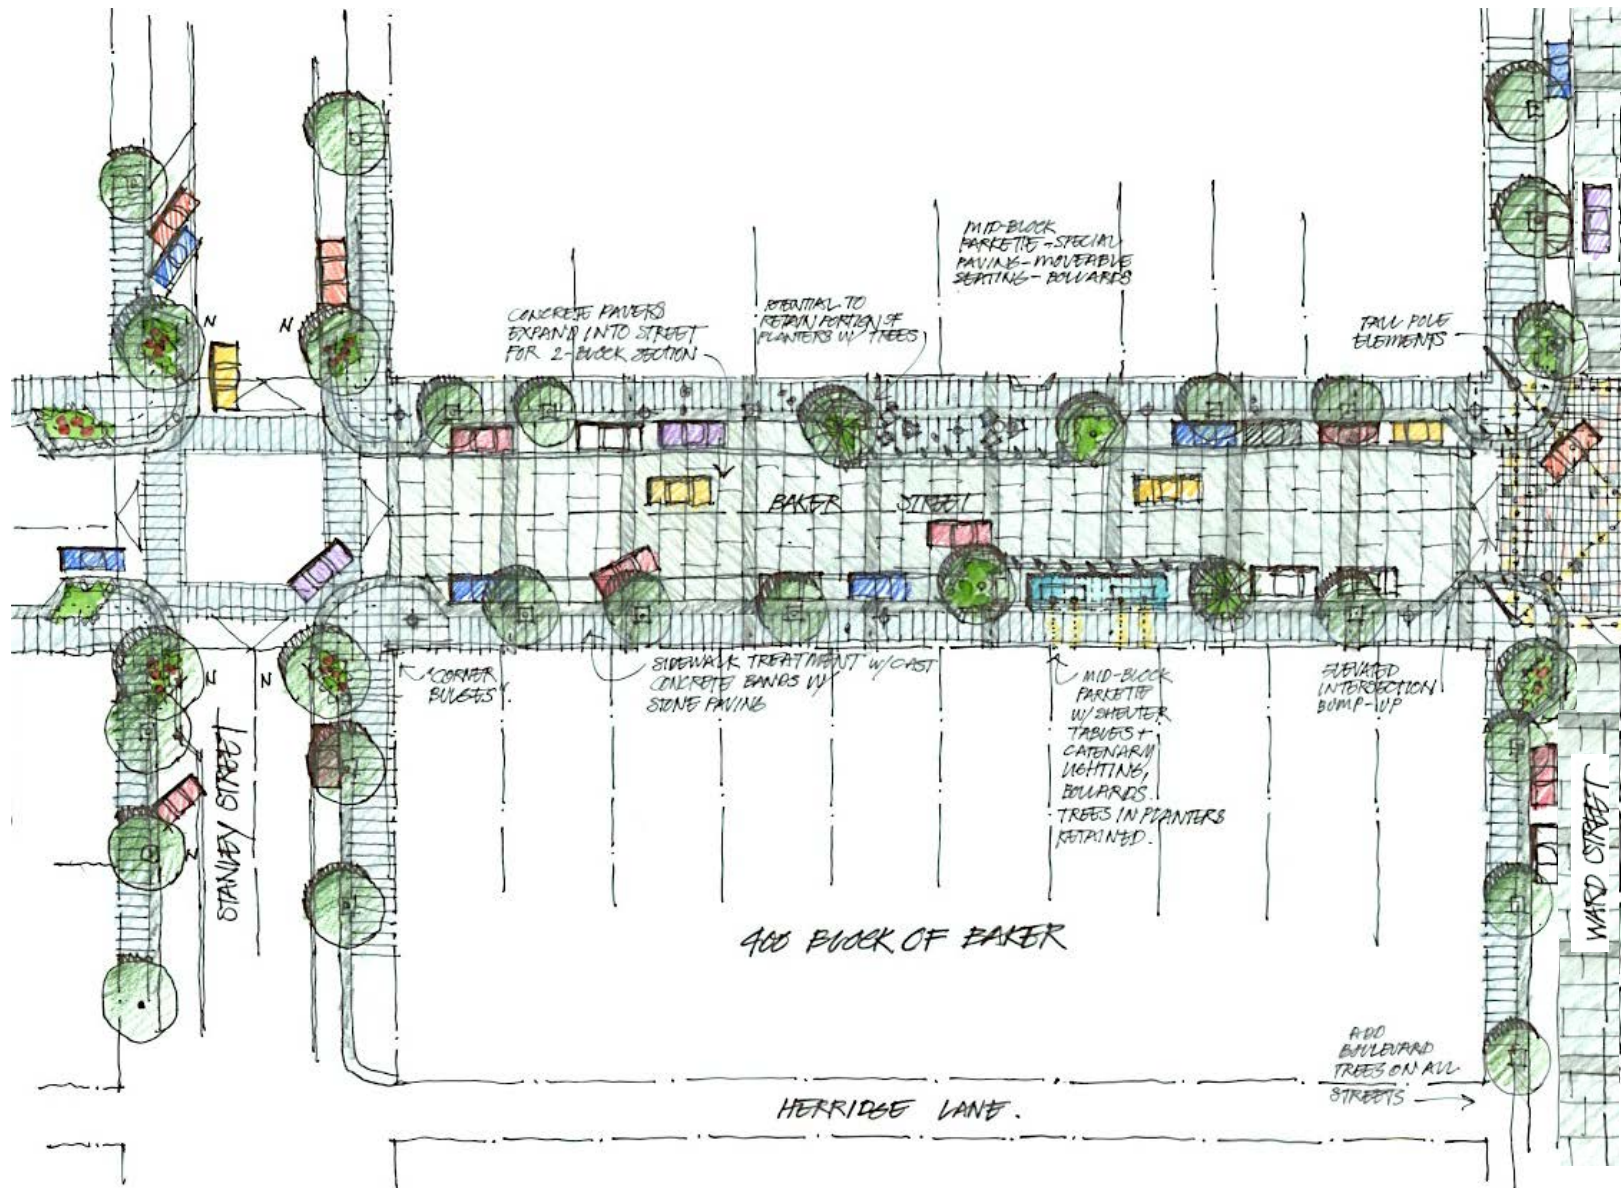 MID-BLOCK
PARKETTE - SPECIAL
PAVING - MOVEABLE
SEATING - BOLLARDS
CONCRETE PAVERS
EXPAND INTO STREET
FOR 2-BLOCK SECTION
POTENTIAL TO
RETAIN PORTION OF
PLANTERS W/ TREES
TALL POLE
ELEMENTS
N
N
BAKER STREET
"CORNER
BULGES"
SIDEWALK TREATMENT W/ CAST
CONCRETE BANDS W/
STONE PAVING
MID-BLOCK
PARKETTE
W/ SHELTER
TABLES +
CATENARY
LIGHTING,
BOLLARDS.
TREES IN PLANTERS
RETAINED.
ELEVATED
INTERSECTION
BUMP-UP
N
N
N
STANLEY STREET
WARD STREET
400 BLOCK OF BAKER
ADD
BOULEVARD
TREES ON ALL
STREETS
HERRIDGE LANE.